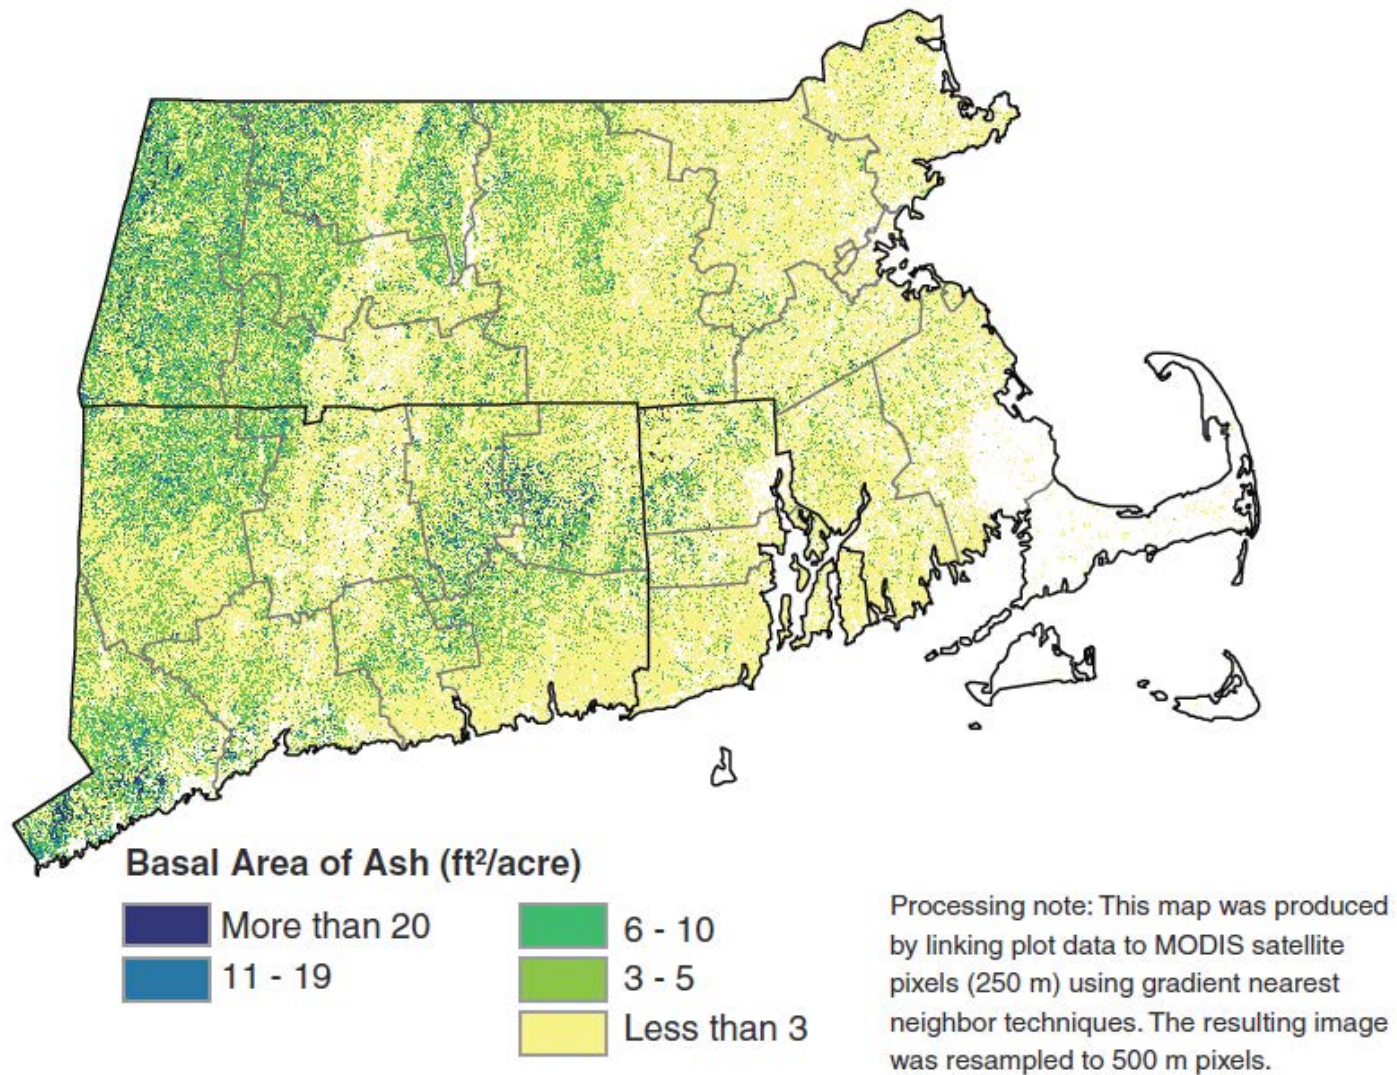 Basal Area of Ash (ft²/acre)
More than 20
11 - 19
6 - 10
3 - 5
Less than 3
Processing note: This map was produced
by linking plot data to MODIS satellite
pixels (250 m) using gradient nearest
neighbor techniques. The resulting image
was resampled to 500 m pixels.